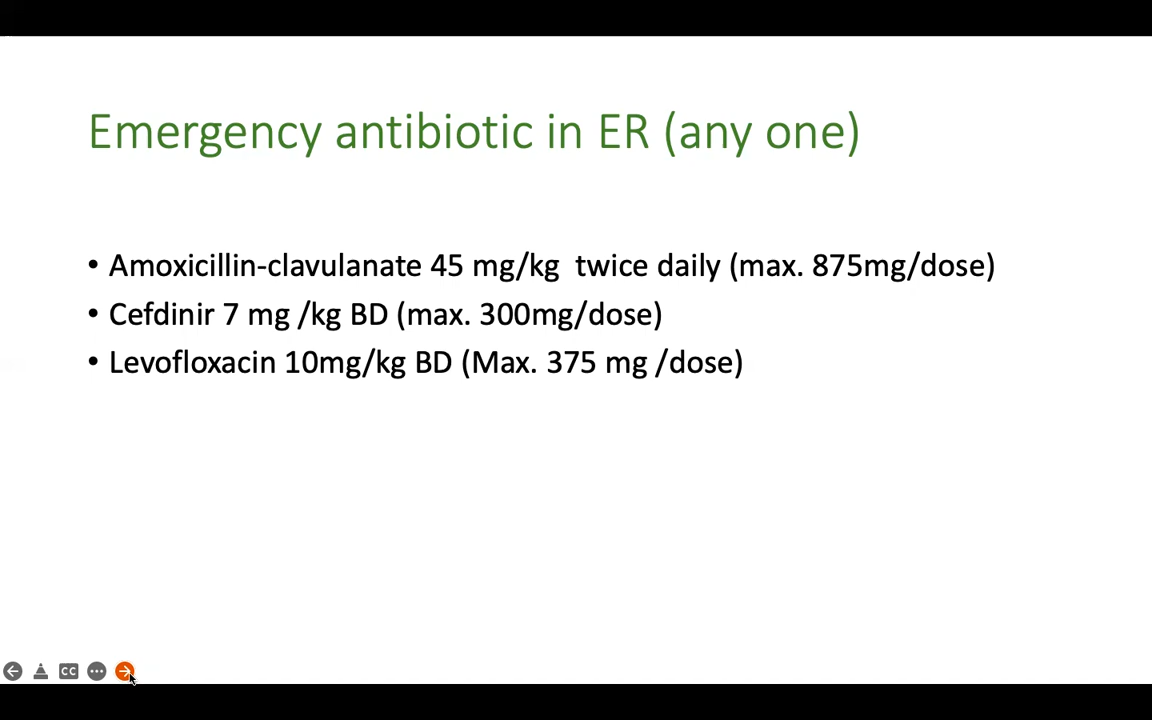 Emergency antibiotic in ER (any one)
• Amoxicillin-clavulanate 45 mg/kg  twice daily (max. 875mg/dose)
• Cefdinir 7 mg /kg BD (max. 300mg/dose)
• Levofloxacin 10mg/kg BD (Max. 375 mg /dose)
CC